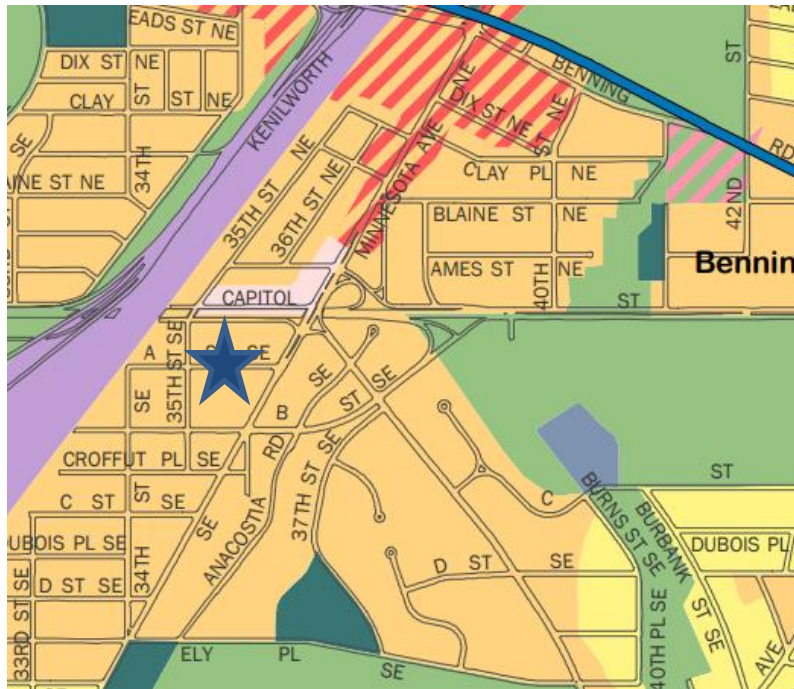 EADS ST NE
DIX ST NE
CLAY ST NE
34TH ST
SE
AINE ST NE
KENILWORTH
35TH ST NE
36TH ST NE
MINNESOTA AVE NE
BENNING RD
DIX ST NE
ST NE
CLAY PL NE
BLAINE ST NE
AMES ST NE
40TH
42ND ST
Bennin
CAPITOL ST
A ST SE
35TH ST SE
SE
B ST SE
SE
CROFFUT PL SE
C ST SE
DUBOIS PL SE
D ST SE
34TH ST SE
33RD ST SE
SE
ANACOSTIA RD
37TH ST SE
ELY PL SE
D ST SE
C ST
BURNS ST SE
BURBANK ST SE
DUBOIS PL
40TH PL SE
AVE